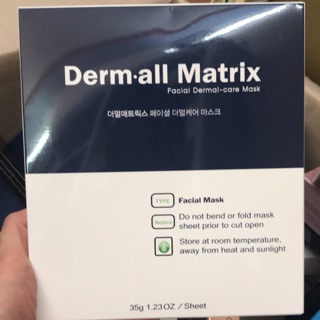 Derm·all Matrix
Facial Dermal-care Mask
더멀매트릭스 페이셜 더멀케어 마스크
TYPE Facial Mask
Notice Do not bend or fold mask
sheet prior to cut open
Store at room temperature,
away from heat and sunlight
35g 1.23OZ / Sheet